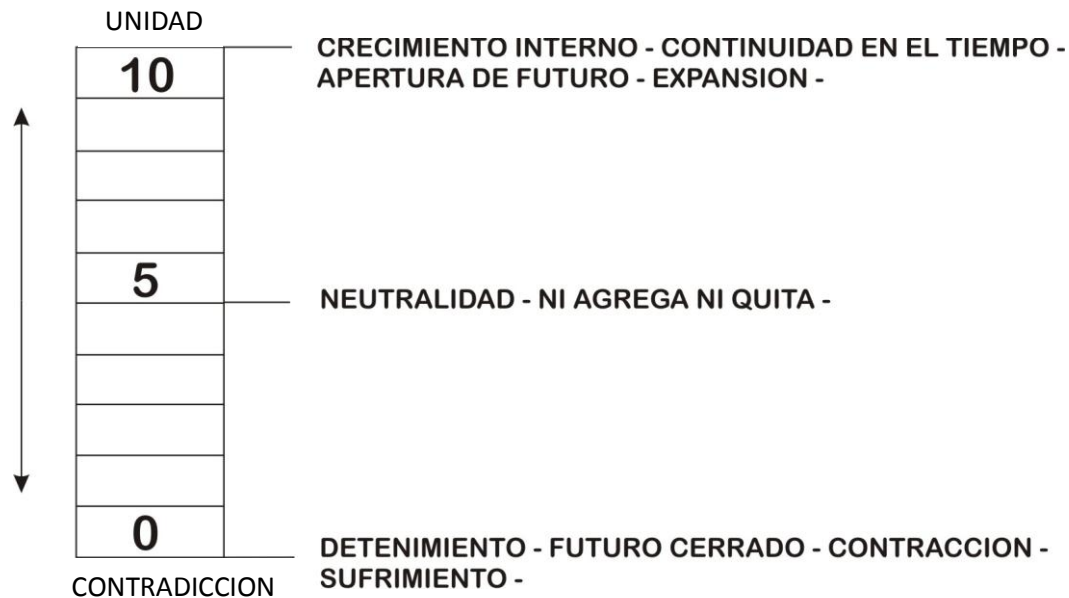 UNIDAD
10
CRECIMIENTO INTERNO - CONTINUIDAD EN EL TIEMPO -
APERTURA DE FUTURO - EXPANSION -
5
NEUTRALIDAD - NI AGREGA NI QUITA -
0
DETENIMIENTO - FUTURO CERRADO - CONTRACCION -
SUFRIMIENTO -
CONTRADICCION